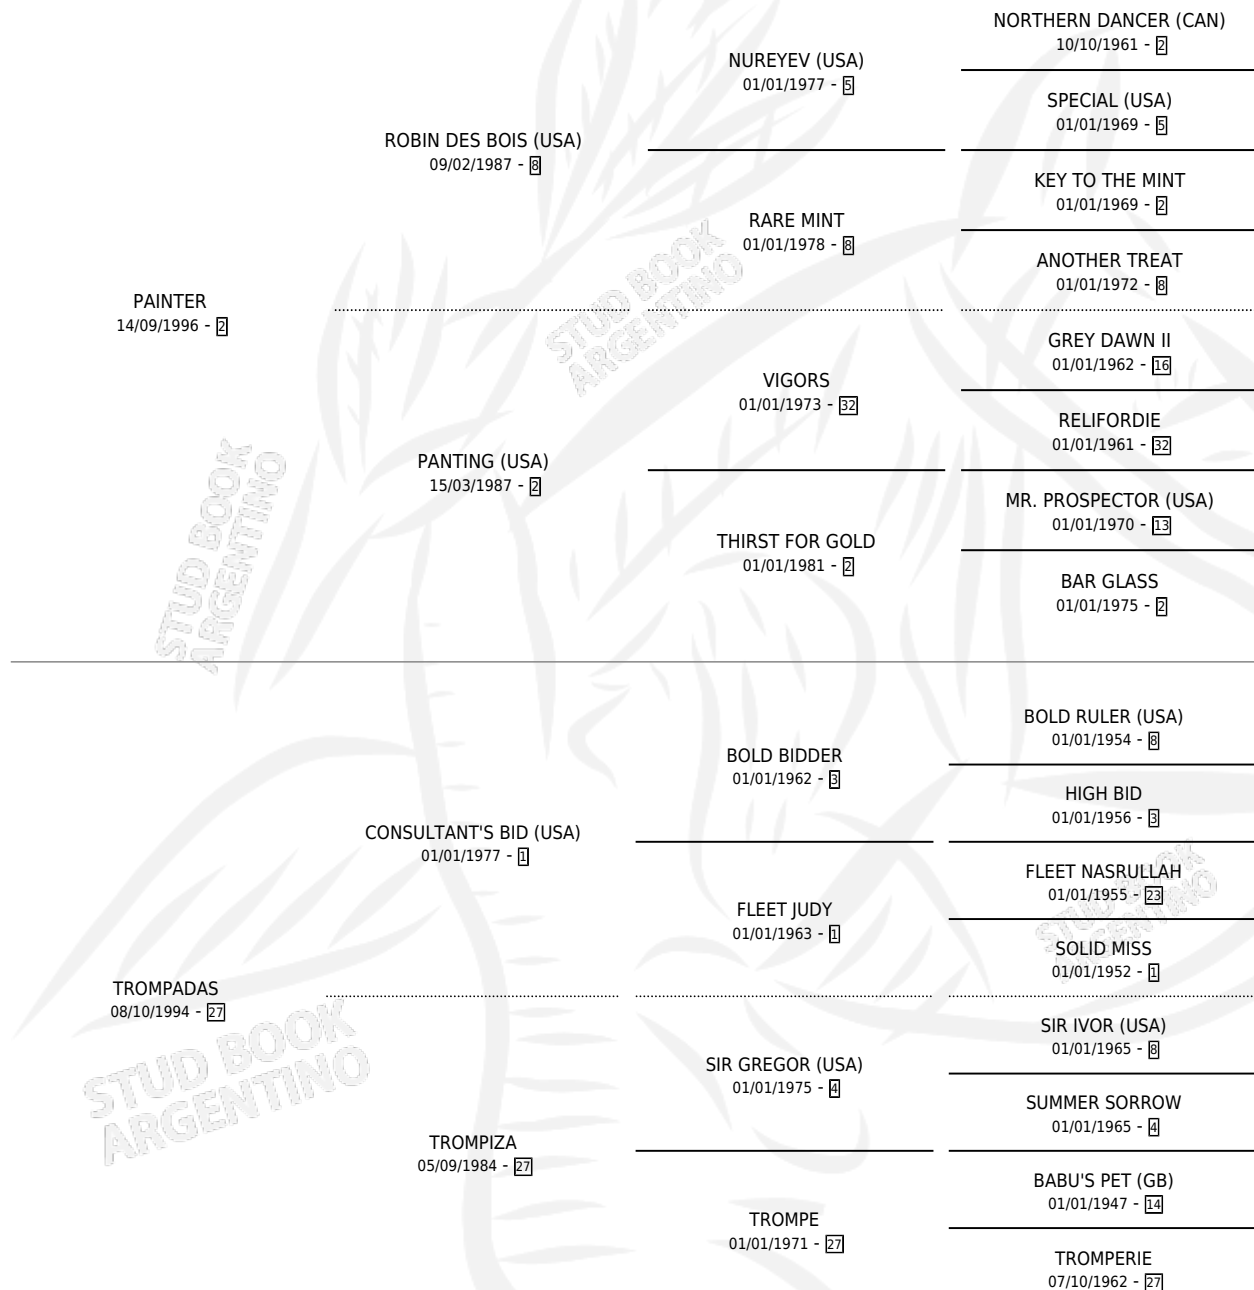 NORTHERN DANCER (CAN)
10/10/1961 - 2
NUREYEV (USA)
01/01/1977 - 5
SPECIAL (USA)
01/01/1969 - 5
ROBIN DES BOIS (USA)
09/02/1987 - 8
KEY TO THE MINT
01/01/1969 - 2
RARE MINT
01/01/1978 - 8
ANOTHER TREAT
01/01/1972 - 8
PAINTER
14/09/1996 - 2
GREY DAWN II
01/01/1962 - 16
VIGORS
01/01/1973 - 32
RELIFORDIE
01/01/1961 - 32
PANTING (USA)
15/03/1987 - 2
MR. PROSPECTOR (USA)
01/01/1970 - 13
THIRST FOR GOLD
01/01/1981 - 2
BAR GLASS
01/01/1975 - 2
BOLD RULER (USA)
01/01/1954 - 8
BOLD BIDDER
01/01/1962 - 3
HIGH BID
01/01/1956 - 3
CONSULTANT'S BID (USA)
01/01/1977 - 1
FLEET NASRULLAH
01/01/1955 - 23
FLEET JUDY
01/01/1963 - 1
SOLID MISS
01/01/1952 - 1
TROMPADAS
08/10/1994 - 27
SIR IVOR (USA)
01/01/1965 - 8
SIR GREGOR (USA)
01/01/1975 - 4
SUMMER SORROW
01/01/1965 - 4
TROMPIZA
05/09/1984 - 27
BABU'S PET (GB)
01/01/1947 - 14
TROMPE
01/01/1971 - 27
TROMPERIE
07/10/1962 - 27
STUD BOOK
ARGENTINO
STUD BOOK
ARGENTINO
STUD BOOK
ARGENTINO
STUD BOOK
ARGENTINO